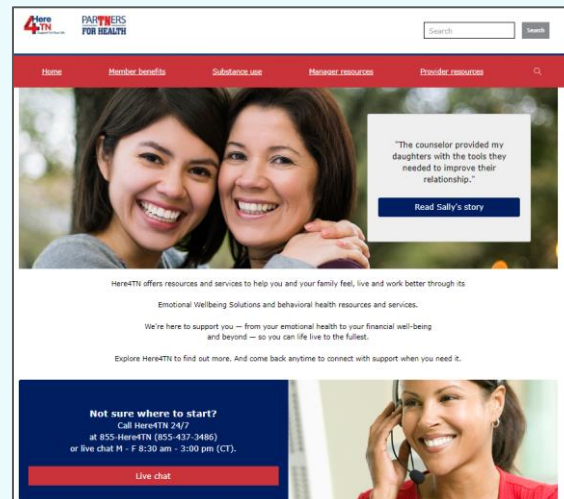 Here
4TN
PARTNERS
FOR HEALTH
Search
Search
Home
Member benefits
Substance use
Manager resources
Provider resources
"The counselor provided my
daughters with the tools they
needed to improve their
relationship."
Read Sally's story
Here4TN offers resources and services to help you and your family feel, live and work better through its
Emotional Wellbeing Solutions and behavioral health resources and services.
We're here to support you — from your emotional health to your financial well-being
and beyond — so you can life live to the fullest.
Explore Here4TN to find out more. And come back anytime to connect with support when you need it.
Not sure where to start?
Call Here4TN 24/7
at 855-Here4TN (855-437-3486)
or live chat M - F 8:30 am - 3:00 pm (CT).
Live chat